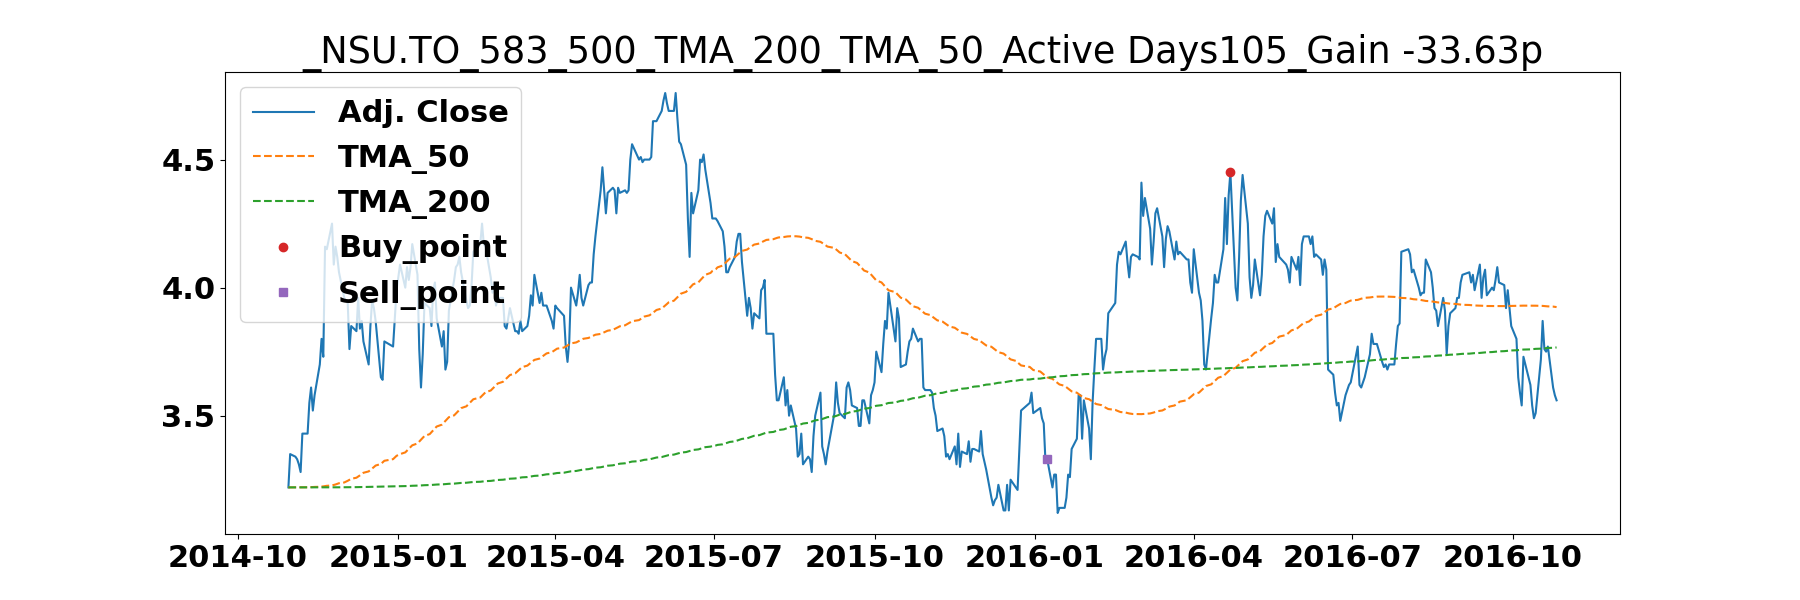 _NSU.TO_583_500_TMA_200_TMA_50_Active Days105_Gain -33.63p
Adj. Close
TMA_50
TMA_200
Buy_point
Sell_point
4.5
4.0
3.5
2014-10 2015-01 2015-04 2015-07 2015-10 2016-01 2016-04 2016-07 2016-10